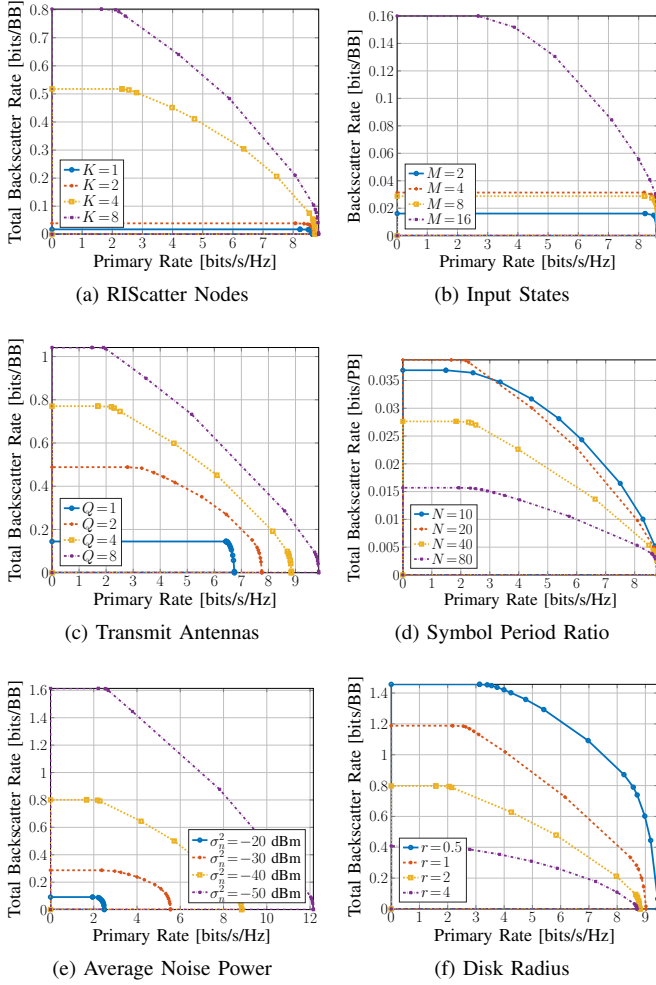 Total Backscatter Rate [bits/BB]
0.8
0.7
0.6
0.5
0.4
0.3
0.2
0.1
0
K = 1
K = 2
K = 4
K = 8
0 1 2 3 4 5 6 7 8
Primary Rate [bits/s/Hz]
(a) RIScatter Nodes
Backscatter Rate [bits/BB]
0.16
0.14
0.12
0.1
0.08
0.06
0.04
0.02
0
M = 2
M = 4
M = 8
M = 16
0 1 2 3 4 5 6 7 8
Primary Rate [bits/s/Hz]
(b) Input States
Total Backscatter Rate [bits/BB]
1
0.8
0.6
0.4
0.2
0
Q = 1
Q = 2
Q = 4
Q = 8
0 1 2 3 4 5 6 7 8 9
Primary Rate [bits/s/Hz]
(c) Transmit Antennas
Total Backscatter Rate [bits/PB]
0.035
0.03
0.025
0.02
0.015
0.01
0.005
0
N = 10
N = 20
N = 40
N = 80
0 1 2 3 4 5 6 7 8
Primary Rate [bits/s/Hz]
(d) Symbol Period Ratio
Total Backscatter Rate [bits/BB]
1.6
1.4
1.2
1
0.8
0.6
0.4
0.2
0
σ²ₙ = −20 dBm
σ²ₙ = −30 dBm
σ²ₙ = −40 dBm
σ²ₙ = −50 dBm
0 2 4 6 8 10 12
Primary Rate [bits/s/Hz]
(e) Average Noise Power
Total Backscatter Rate [bits/BB]
1.4
1.2
1
0.8
0.6
0.4
0.2
0
r = 0.5
r = 1
r = 2
r = 4
0 1 2 3 4 5 6 7 8 9
Primary Rate [bits/s/Hz]
(f) Disk Radius